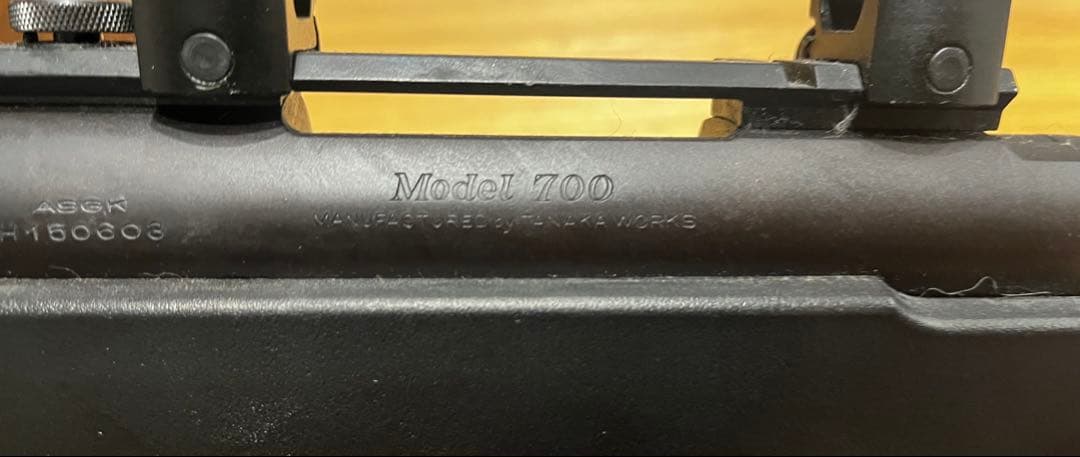 Model 700
MANUFACTURED by TANAKA WORKS
ASGK
H150603